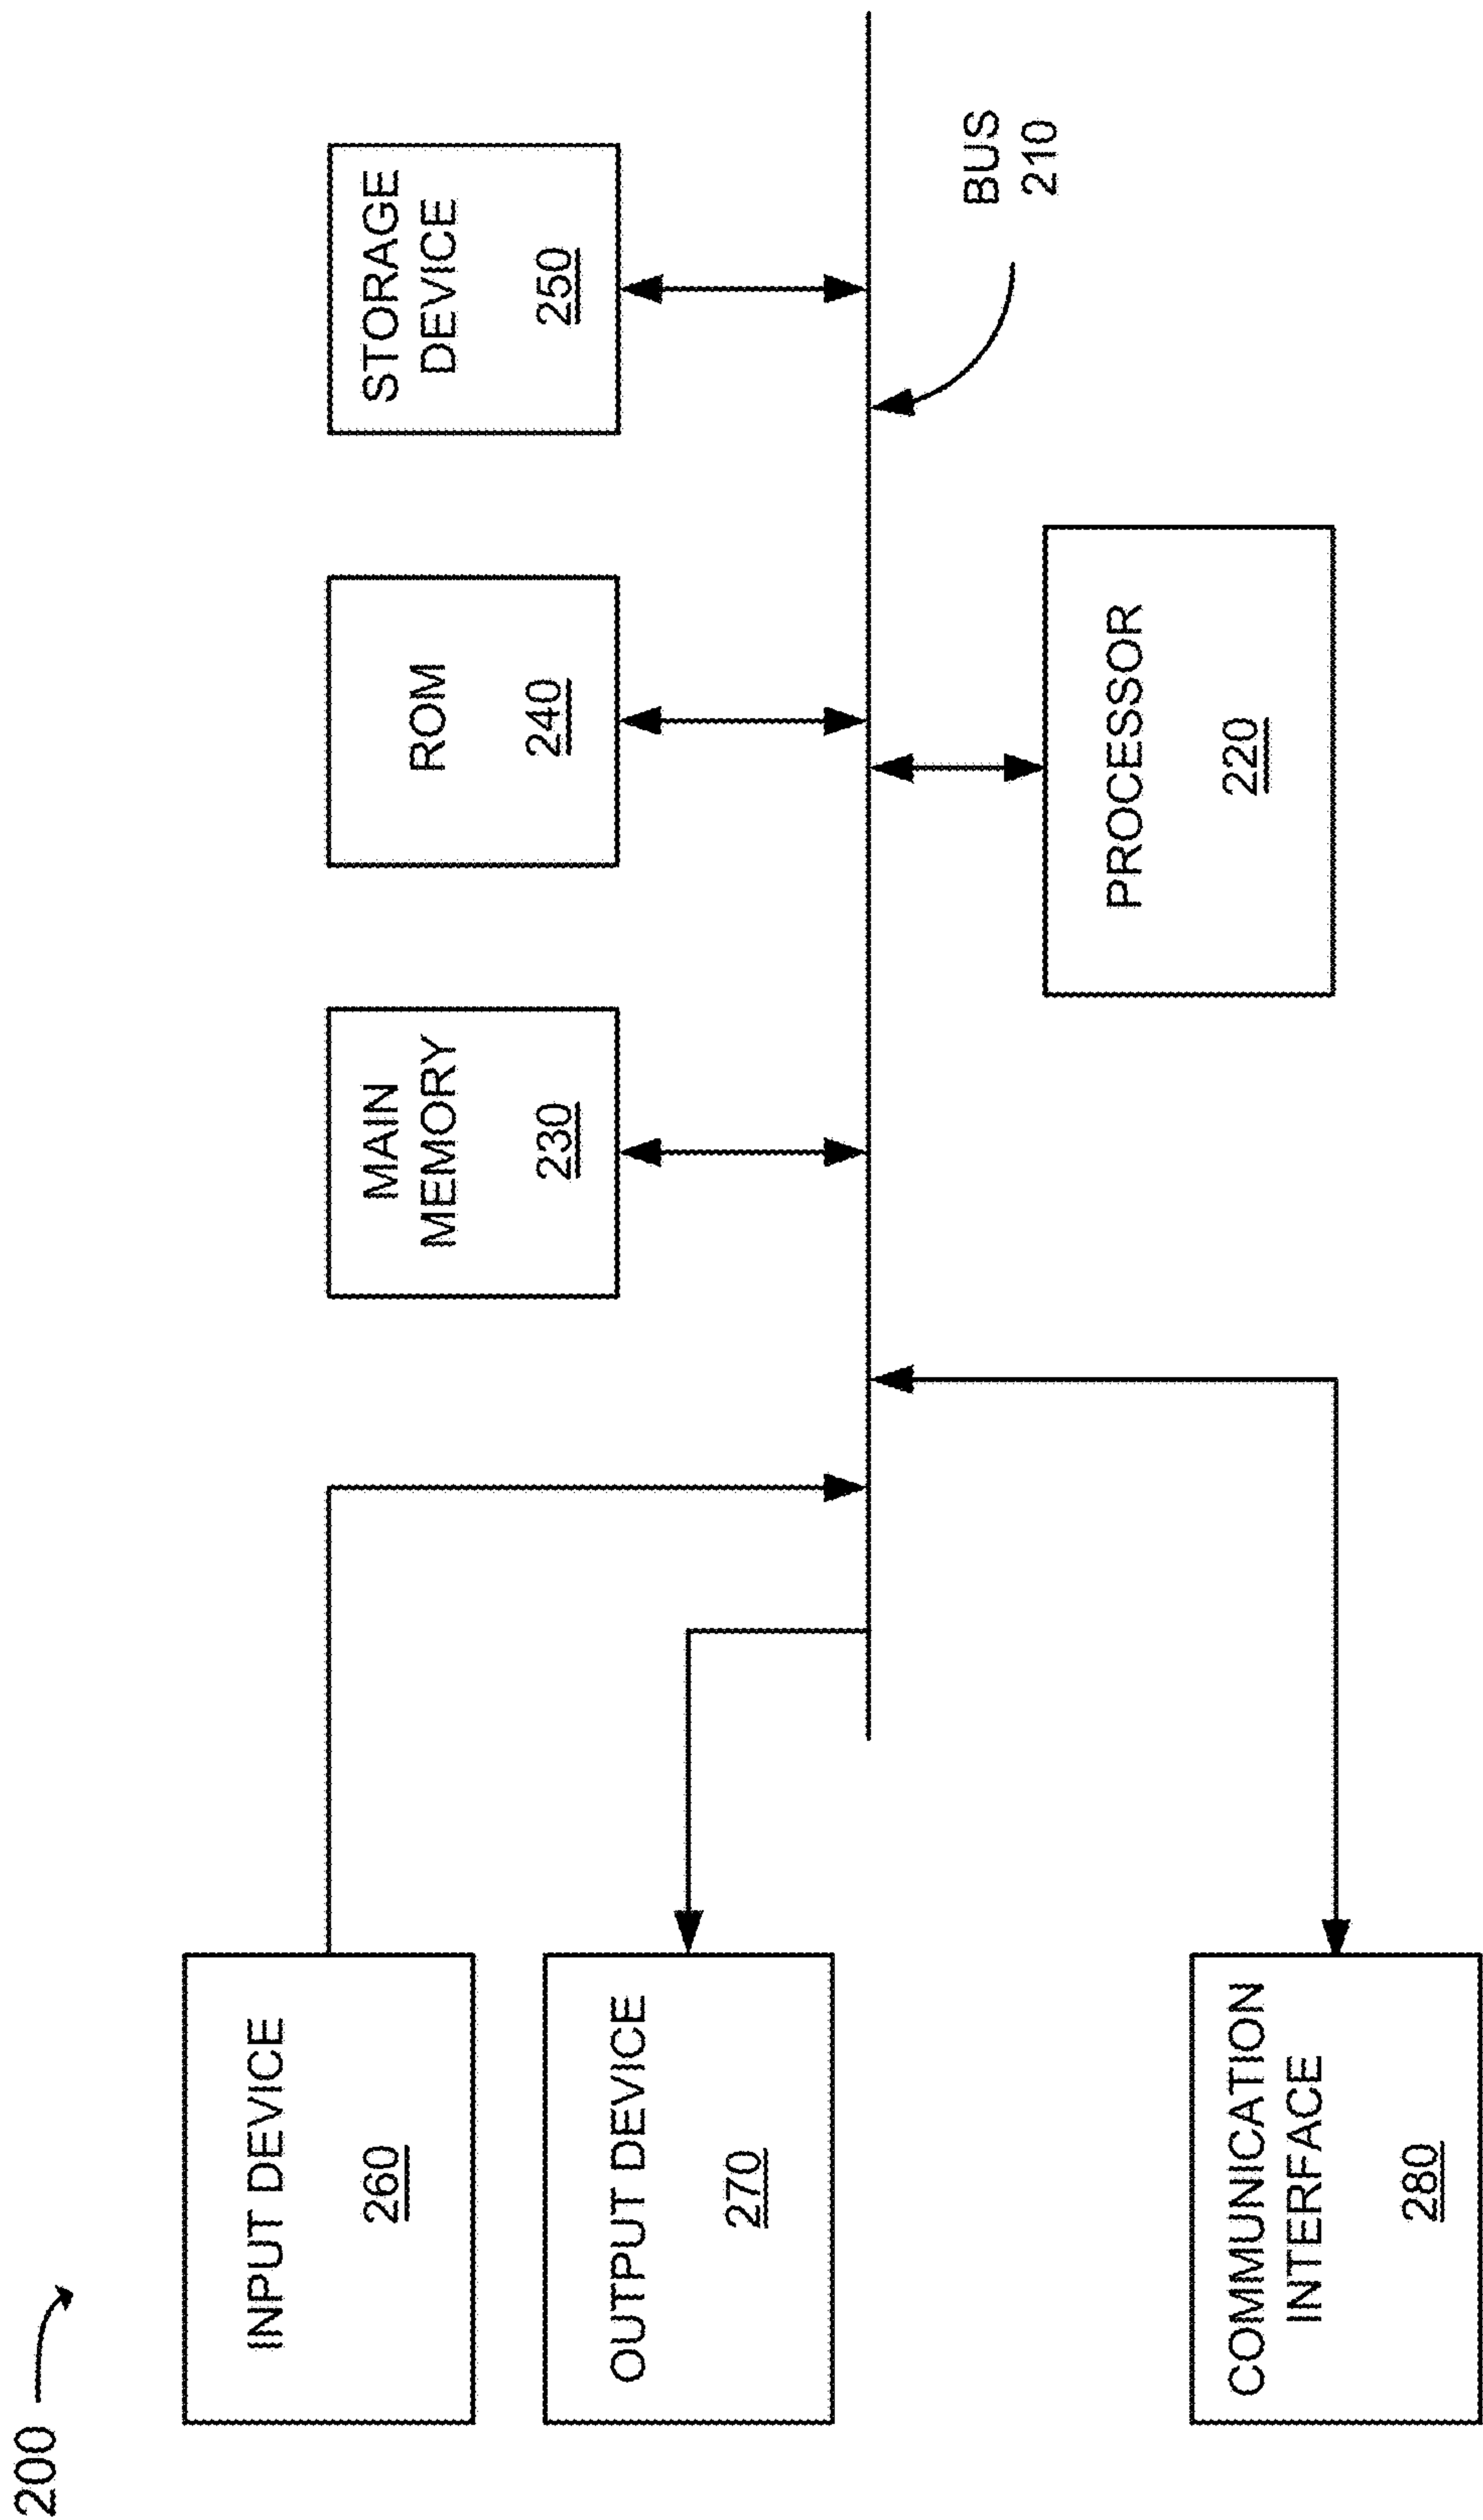 200
INPUT DEVICE
260
OUTPUT DEVICE
270
COMMUNICATION
INTERFACE
280
MAIN
MEMORY
230
ROM
240
STORAGE
DEVICE
250
PROCESSOR
220
BUS
210